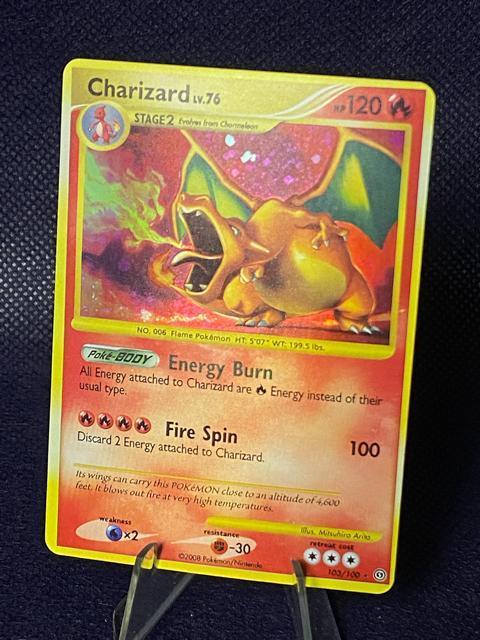 Charizard LV.76
HP 120
STAGE2 Evolves from Charmeleon
NO. 006 Flame Pokémon HT: 5'07" WT: 199.5 lbs.
Poké-BODY Energy Burn
All Energy attached to Charizard are Energy instead of their
usual type.
Fire Spin 100
Discard 2 Energy attached to Charizard.
Its wings can carry this POKéMON close to an altitude of 4,600
feet. It blows out fire at very high temperatures.
Illus. Mitsuhiro Arita
weakness
×2
resistance
-30
retreat cost
©2008 Pokémon/Nintendo
103/100